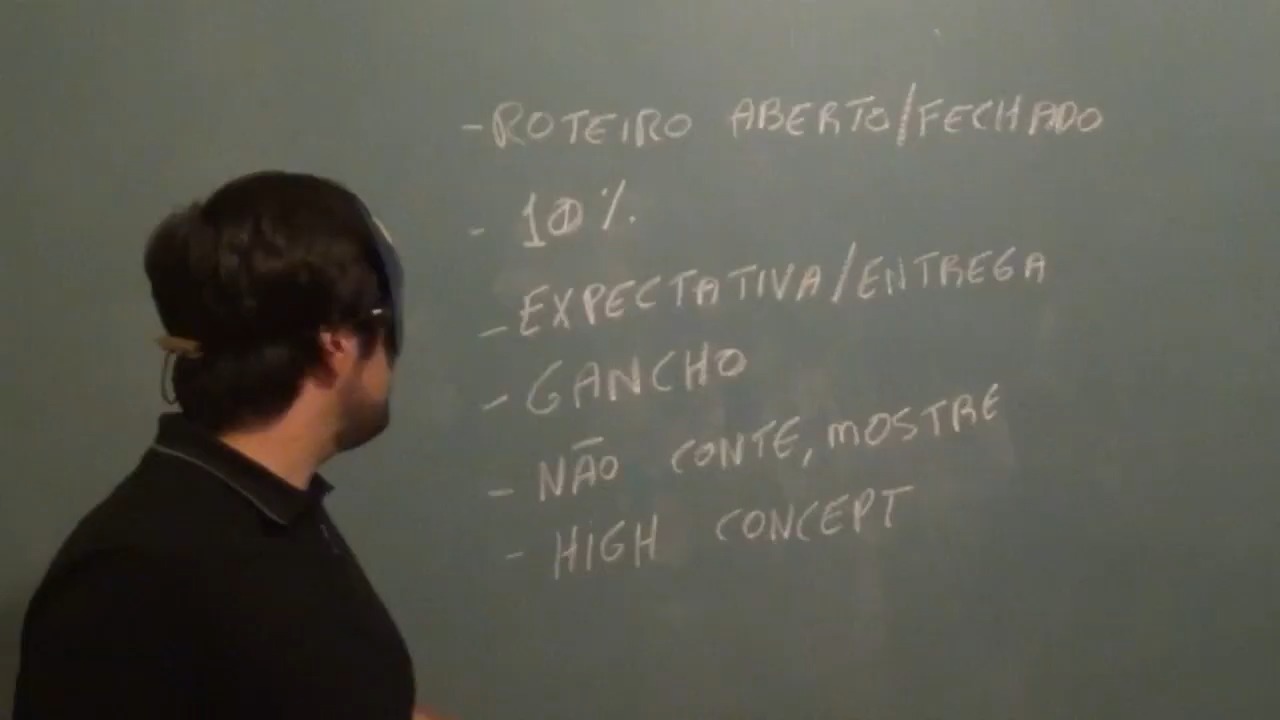 - ROTEIRO ABERTO/FECHADO
- 10%.
- EXPECTATIVA/ENTREGA
- GANCHO
- NÃO CONTE, MOSTRE
- HIGH CONCEPT